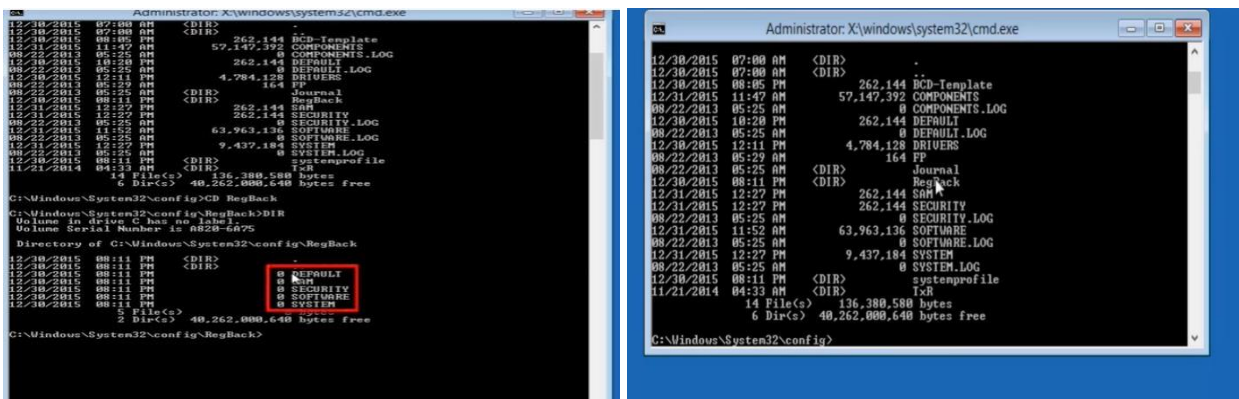 Administrator: X:\windows\system32\cmd.exe
12/30/2015 07:00 AM <DIR> .
12/30/2015 07:00 AM <DIR> ..
12/30/2015 08:05 PM 262,144 BCD-Template
12/31/2015 11:47 AM 57,147,392 COMPONENTS
08/22/2013 05:25 AM 0 COMPONENTS.LOG
12/30/2015 10:20 PM 262,144 DEFAULT
08/22/2013 05:25 AM 0 DEFAULT.LOG
12/30/2015 12:11 PM 4,784,128 DRIVERS
08/22/2013 05:29 AM 164 FP
08/22/2013 05:25 AM <DIR> Journal
12/30/2015 08:11 PM <DIR> RegBack
12/31/2015 12:27 PM 262,144 SAM
12/31/2015 12:27 PM 262,144 SECURITY
08/22/2013 05:25 AM 0 SECURITY.LOG
12/31/2015 11:52 AM 63,963,136 SOFTWARE
08/22/2013 05:25 AM 0 SOFTWARE.LOG
12/31/2015 12:27 PM 9,437,184 SYSTEM
08/22/2013 05:25 AM 0 SYSTEM.LOG
12/30/2015 08:11 PM <DIR> systemprofile
11/21/2014 04:33 AM <DIR> TxR
14 File(s) 136,380,580 bytes
6 Dir(s) 40,262,000,640 bytes free
C:\Windows\System32\config>CD RegBack
C:\Windows\System32\config\RegBack>DIR
Volume in drive C has no label.
Volume Serial Number is A820-6A75
Directory of C:\Windows\System32\config\RegBack
12/30/2015 08:11 PM <DIR> .
12/30/2015 08:11 PM <DIR> ..
12/30/2015 08:11 PM 0 DEFAULT
12/30/2015 08:11 PM 0 SAM
12/30/2015 08:11 PM 0 SECURITY
12/30/2015 08:11 PM 0 SOFTWARE
12/30/2015 08:11 PM 0 SYSTEM
5 File(s) 0 bytes
2 Dir(s) 40,262,000,640 bytes free
C:\Windows\System32\config\RegBack>
Administrator: X:\windows\system32\cmd.exe
12/30/2015 07:00 AM <DIR> .
12/30/2015 07:00 AM <DIR> ..
12/30/2015 08:05 PM 262,144 BCD-Template
12/31/2015 11:47 AM 57,147,392 COMPONENTS
08/22/2013 05:25 AM 0 COMPONENTS.LOG
12/30/2015 10:20 PM 262,144 DEFAULT
08/22/2013 05:25 AM 0 DEFAULT.LOG
12/30/2015 12:11 PM 4,784,128 DRIVERS
08/22/2013 05:29 AM 164 FP
08/22/2013 05:25 AM <DIR> Journal
12/30/2015 08:11 PM <DIR> RegBack
12/31/2015 12:27 PM 262,144 SAM
12/31/2015 12:27 PM 262,144 SECURITY
08/22/2013 05:25 AM 0 SECURITY.LOG
12/31/2015 11:52 AM 63,963,136 SOFTWARE
08/22/2013 05:25 AM 0 SOFTWARE.LOG
12/31/2015 12:27 PM 9,437,184 SYSTEM
08/22/2013 05:25 AM 0 SYSTEM.LOG
12/30/2015 08:11 PM <DIR> systemprofile
11/21/2014 04:33 AM <DIR> TxR
14 File(s) 136,380,580 bytes
6 Dir(s) 40,262,000,640 bytes free
C:\Windows\System32\config>